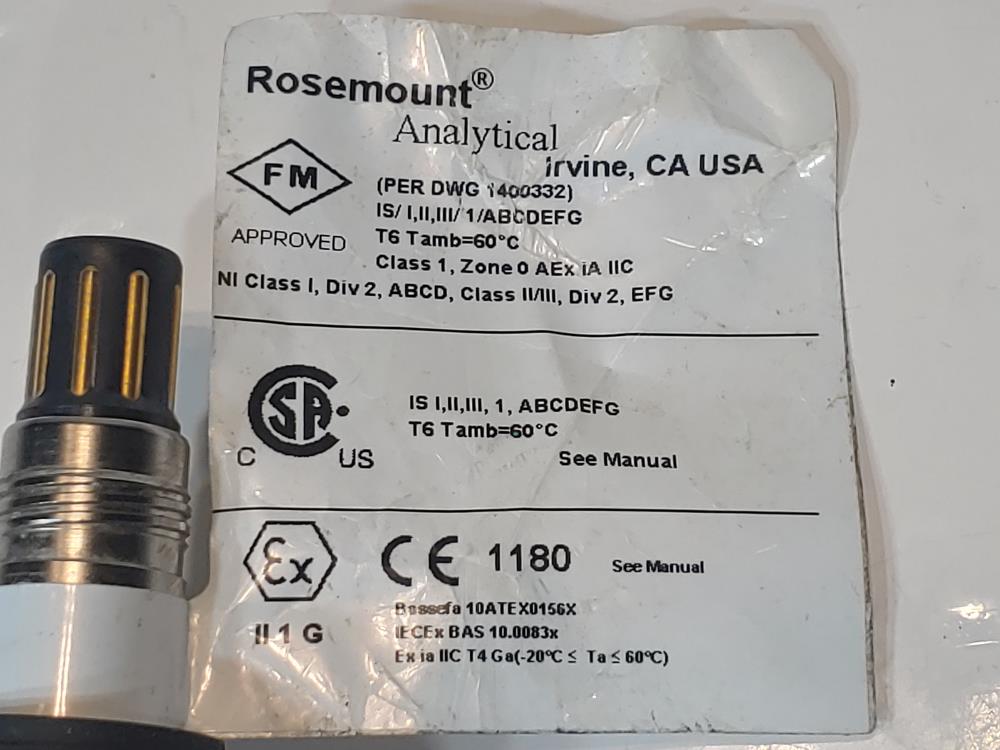 Rosemount®
Analytical
Irvine, CA USA
FM
APPROVED
(PER DWG 1400332)
IS/ I,II,III/ 1/ABCDEFG
T6 Tamb=60°C
Class 1, Zone 0 AEx iA IIC
NI Class I, Div 2, ABCD, Class II/III, Div 2, EFG
CSA
C US
IS I,II,III, 1, ABCDEFG
T6 Tamb=60°C
See Manual
Ex
II 1 G
CE 1180 See Manual
Bassefa 10ATEX0156X
IECEx BAS 10.0083x
Ex ia IIC T4 Ga(-20°C ≤ Ta ≤ 60°C)